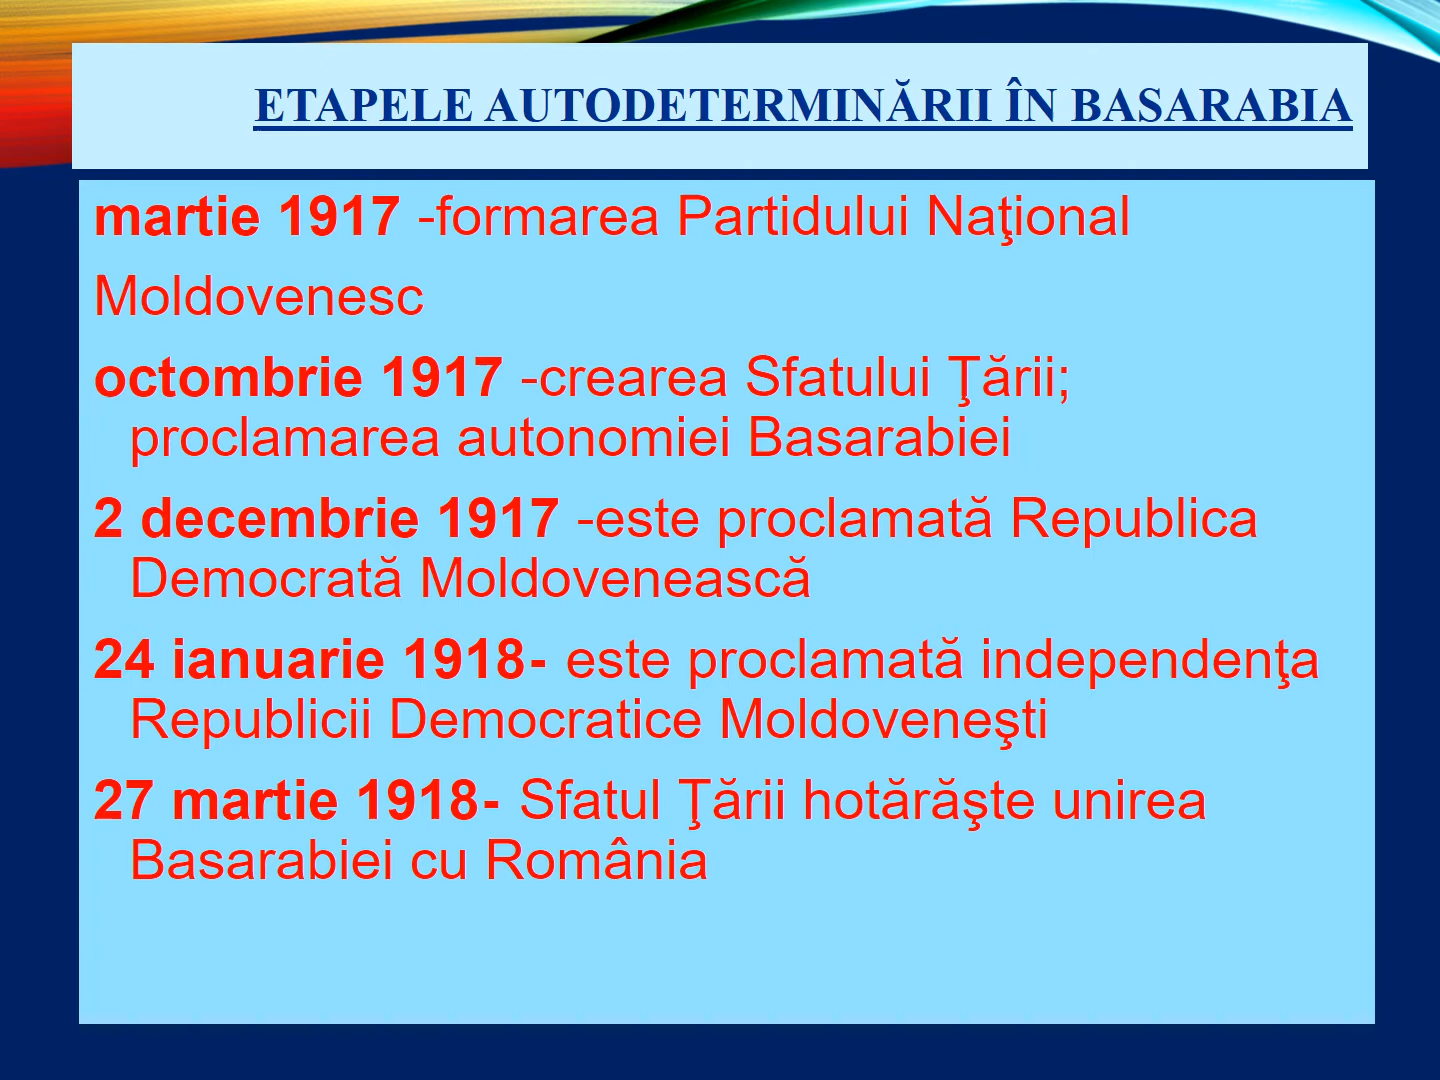 ETAPELE AUTODETERMINĂRII ÎN BASARABIA
martie 1917 -formarea Partidului Naţional
Moldovenesc
octombrie 1917 -crearea Sfatului Ţării;
proclamarea autonomiei Basarabiei
2 decembrie 1917 -este proclamată Republica
Democrată Moldovenească
24 ianuarie 1918- este proclamată independenţa
Republicii Democratice Moldoveneşti
27 martie 1918- Sfatul Ţării hotărăşte unirea
Basarabiei cu România